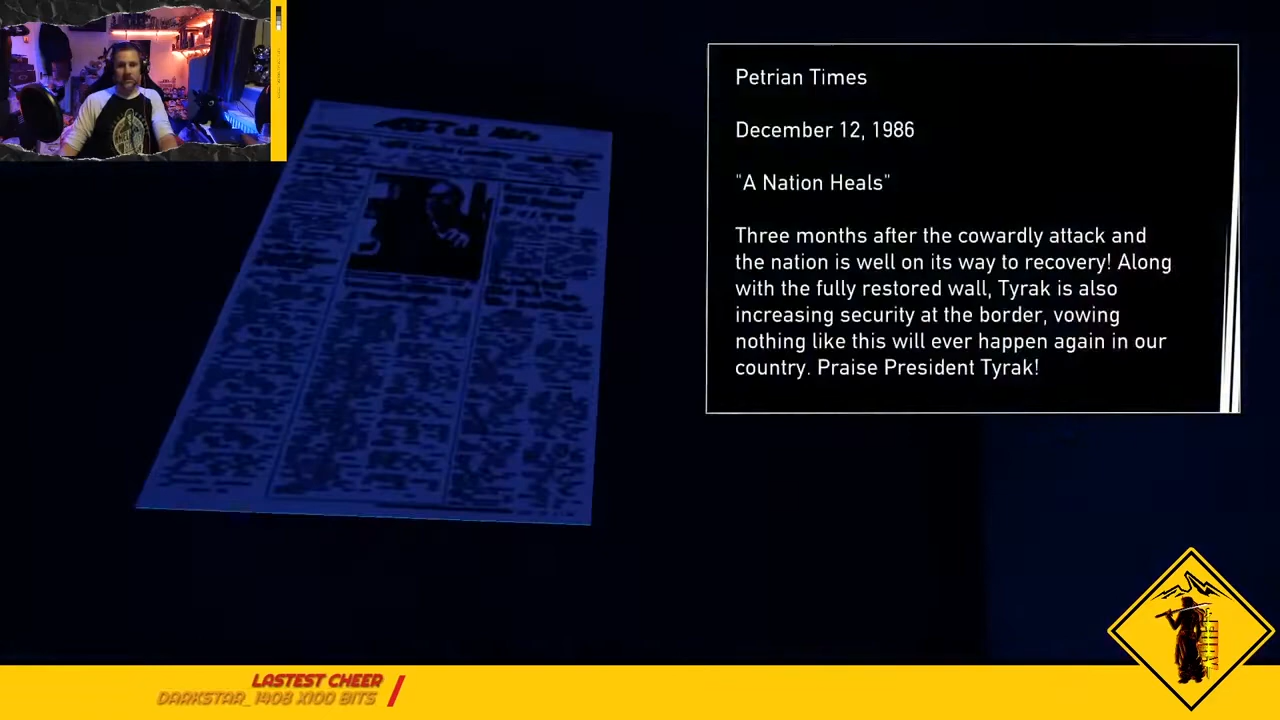 Petrian Times
December 12, 1986
"A Nation Heals"
Three months after the cowardly attack and
the nation is well on its way to recovery! Along
with the fully restored wall, Tyrak is also
increasing security at the border, vowing
nothing like this will ever happen again in our
country. Praise President Tyrak!
LASTEST CHEER
DARKSTAR_1408 X100 BITS